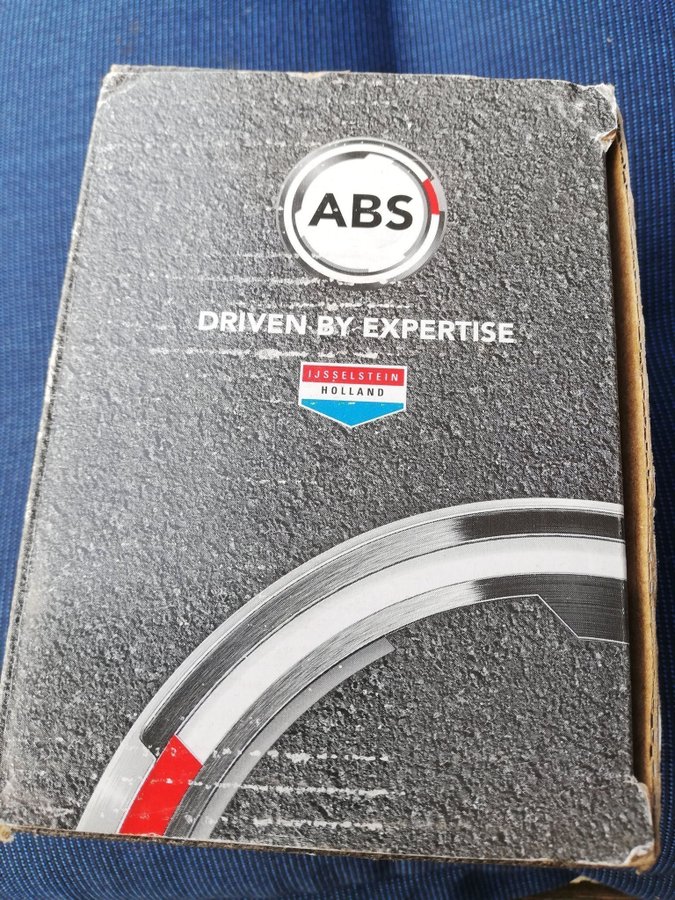 ABS
DRIVEN BY EXPERTISE
IJSSELSTEIN
HOLLAND